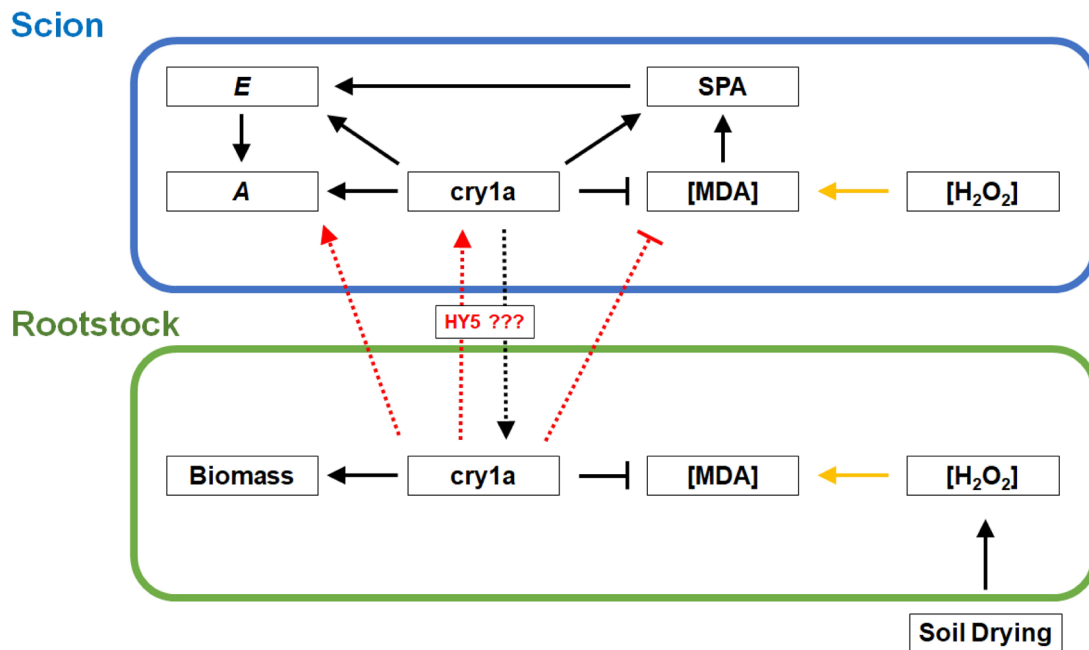 Scion
E
SPA
A
cry1a
[MDA]
[H₂O₂]
HY5 ???
Rootstock
Biomass
cry1a
[MDA]
[H₂O₂]
Soil Drying